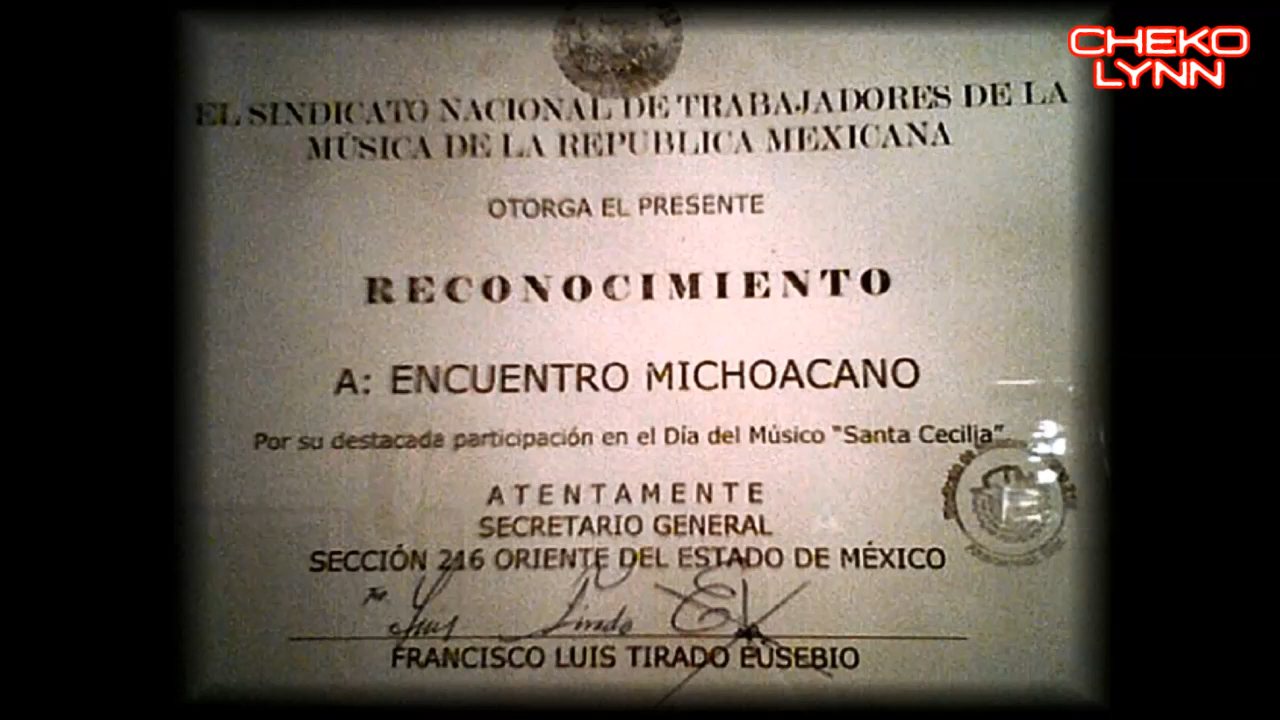 CHEKO
LYNN
EL SINDICATO NACIONAL DE TRABAJADORES DE LA
MÚSICA DE LA REPUBLICA MEXICANA
OTORGA EL PRESENTE
RECONOCIMIENTO
A: ENCUENTRO MICHOACANO
Por su destacada participación en el Día del Músico "Santa Cecilia"
ATENTAMENTE
SECRETARIO GENERAL
SECCIÓN 216 ORIENTE DEL ESTADO DE MÉXICO
Luis Tirado
FRANCISCO LUIS TIRADO EUSEBIO